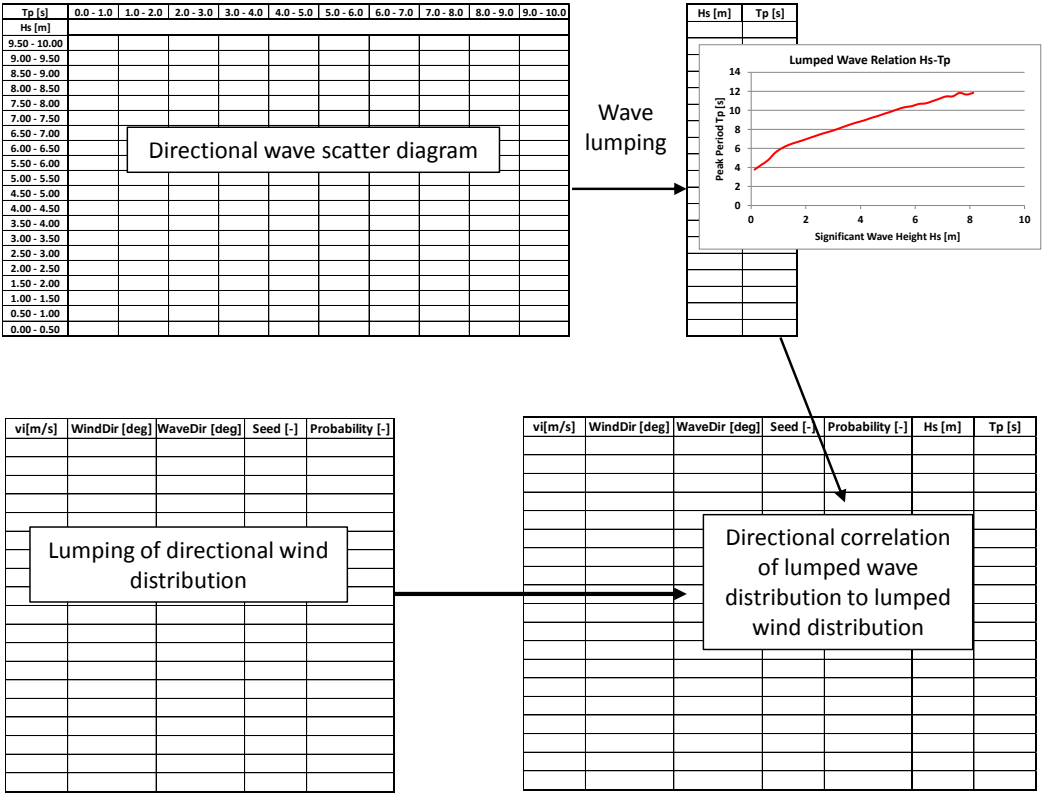 Tp [s] 0.0 - 1.0 1.0 - 2.0 2.0 - 3.0 3.0 - 4.0 4.0 - 5.0 5.0 - 6.0 6.0 - 7.0 7.0 - 8.0 8.0 - 9.0 9.0 - 10.0
Hs [m]
9.50 - 10.00
9.00 - 9.50
8.50 - 9.00
8.00 - 8.50
7.50 - 8.00
7.00 - 7.50
6.50 - 7.00
6.00 - 6.50
5.50 - 6.00
5.00 - 5.50
4.50 - 5.00
4.00 - 4.50
3.50 - 4.00
3.00 - 3.50
2.50 - 3.00
2.00 - 2.50
1.50 - 2.00
1.00 - 1.50
0.50 - 1.00
0.00 - 0.50
Directional wave scatter diagram
Wave
lumping
Hs [m] Tp [s]
Lumped Wave Relation Hs-Tp
Peak Period Tp [s]
14
12
10
8
6
4
2
0
0 2 4 6 8 10
Significant Wave Height Hs [m]
vi[m/s] WindDir [deg] WaveDir [deg] Seed [-] Probability [-]
Lumping of directional wind
distribution
vi[m/s] WindDir [deg] WaveDir [deg] Seed [-] Probability [-] Hs [m] Tp [s]
Directional correlation
of lumped wave
distribution to lumped
wind distribution